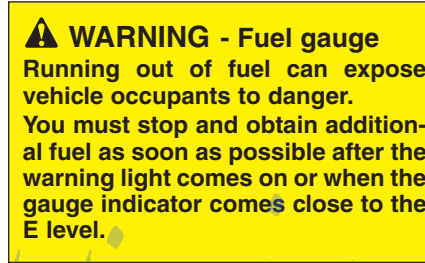 WARNING - Fuel gauge
Running out of fuel can expose
vehicle occupants to danger.
You must stop and obtain addition-
al fuel as soon as possible after the
warning light comes on or when the
gauge indicator comes close to the
E level.